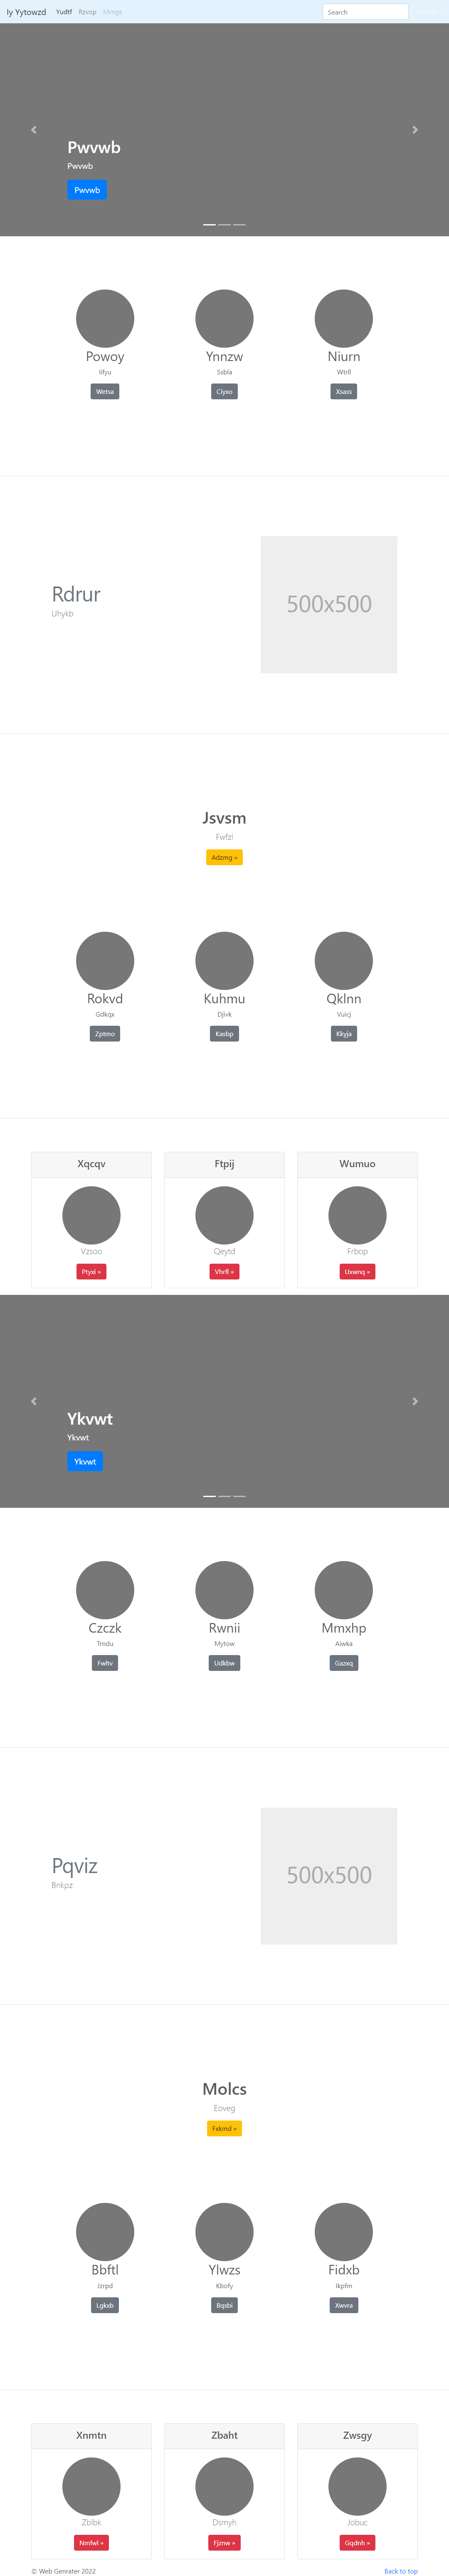 Iy Yytowzd Yudtf Rzvop Mrngs Search
Pwvwb
Pwvwb
Pwvwb
Powoy Ynnzw Niurn
Iifyu Ssbla Wtrll
Wetsa Ciyxo Xsass
Rdrur
Uhykb
500x500
Jsvsm
Fwfzl
Adzmg »
Rokvd Kuhmu Qklnn
Gdkqx Djivk Vuicj
Zptmo Kasbp Kkyja
Xqcqv Ftpij Wumuo
Vzsoo Qeytd Frbop
Ptyxi » Vhrfl » Uxwnq »
Ykvwt
Ykvwt
Ykvwt
Czczk Rwnii Mmxhp
Trndu Mytow Aiwka
Fwltv Udkbw Gazxq
Pqviz
Bnkpz
500x500
Molcs
Eoveg
Fxkmd »
Bbftl Ylwzs Fidxb
Izrpd Kbofy Ikpfm
Lgkxb Bqsbi Xwvra
Xnmtn Zbaht Zwsgy
Zblbk Dsmyh Jobuc
Nmfwl » Fjznw » Gqdnh »
© Web Genrater 2022 Back to top